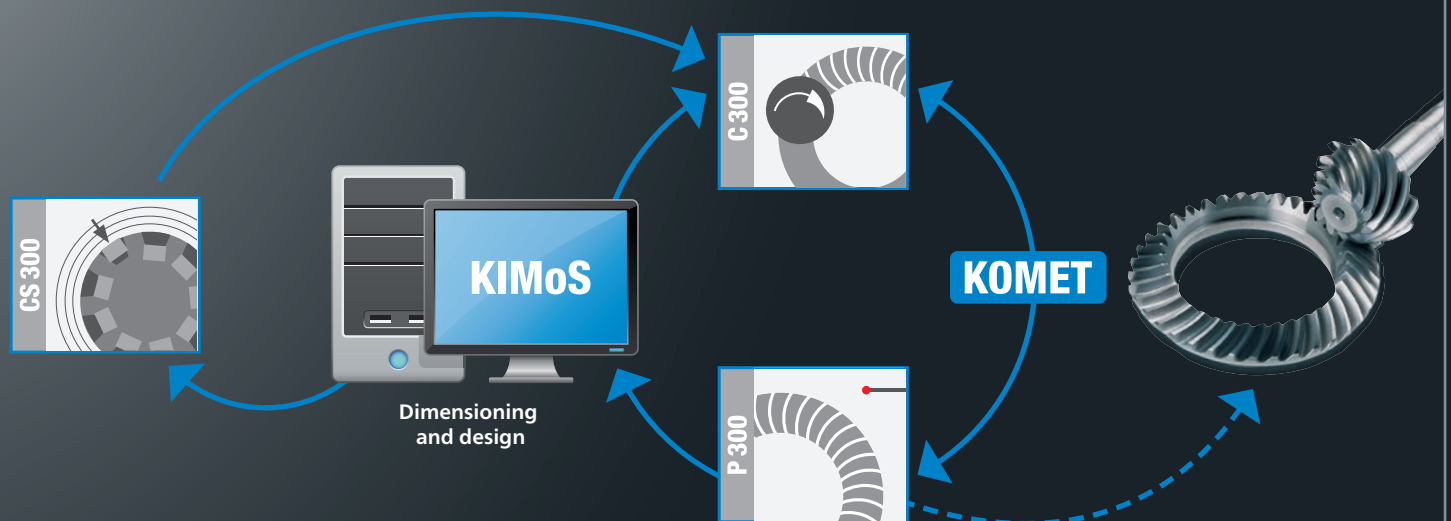 C 300
CS 300
KIMoS
KOMET
Dimensioning
and design
P 300